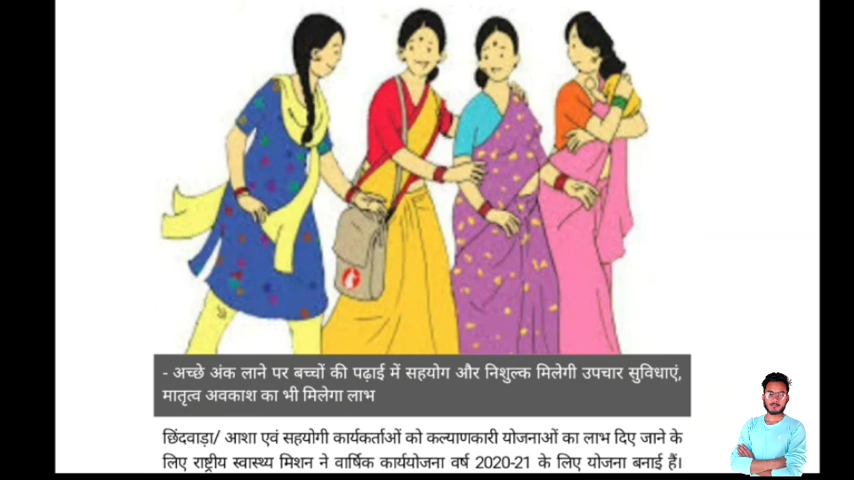 - अच्छे अंक लाने पर बच्चों की पढ़ाई में सहयोग और निशुल्क मिलेगी उपचार सुविधाएं,
मातृत्व अवकाश का भी मिलेगा लाभ
छिंदवाड़ा/ आशा एवं सहयोगी कार्यकर्ताओं को कल्याणकारी योजनाओं का लाभ दिए जाने के
लिए राष्ट्रीय स्वास्थ्य मिशन ने वार्षिक कार्ययोजना वर्ष 2020-21 के लिए योजना बनाई हैं।